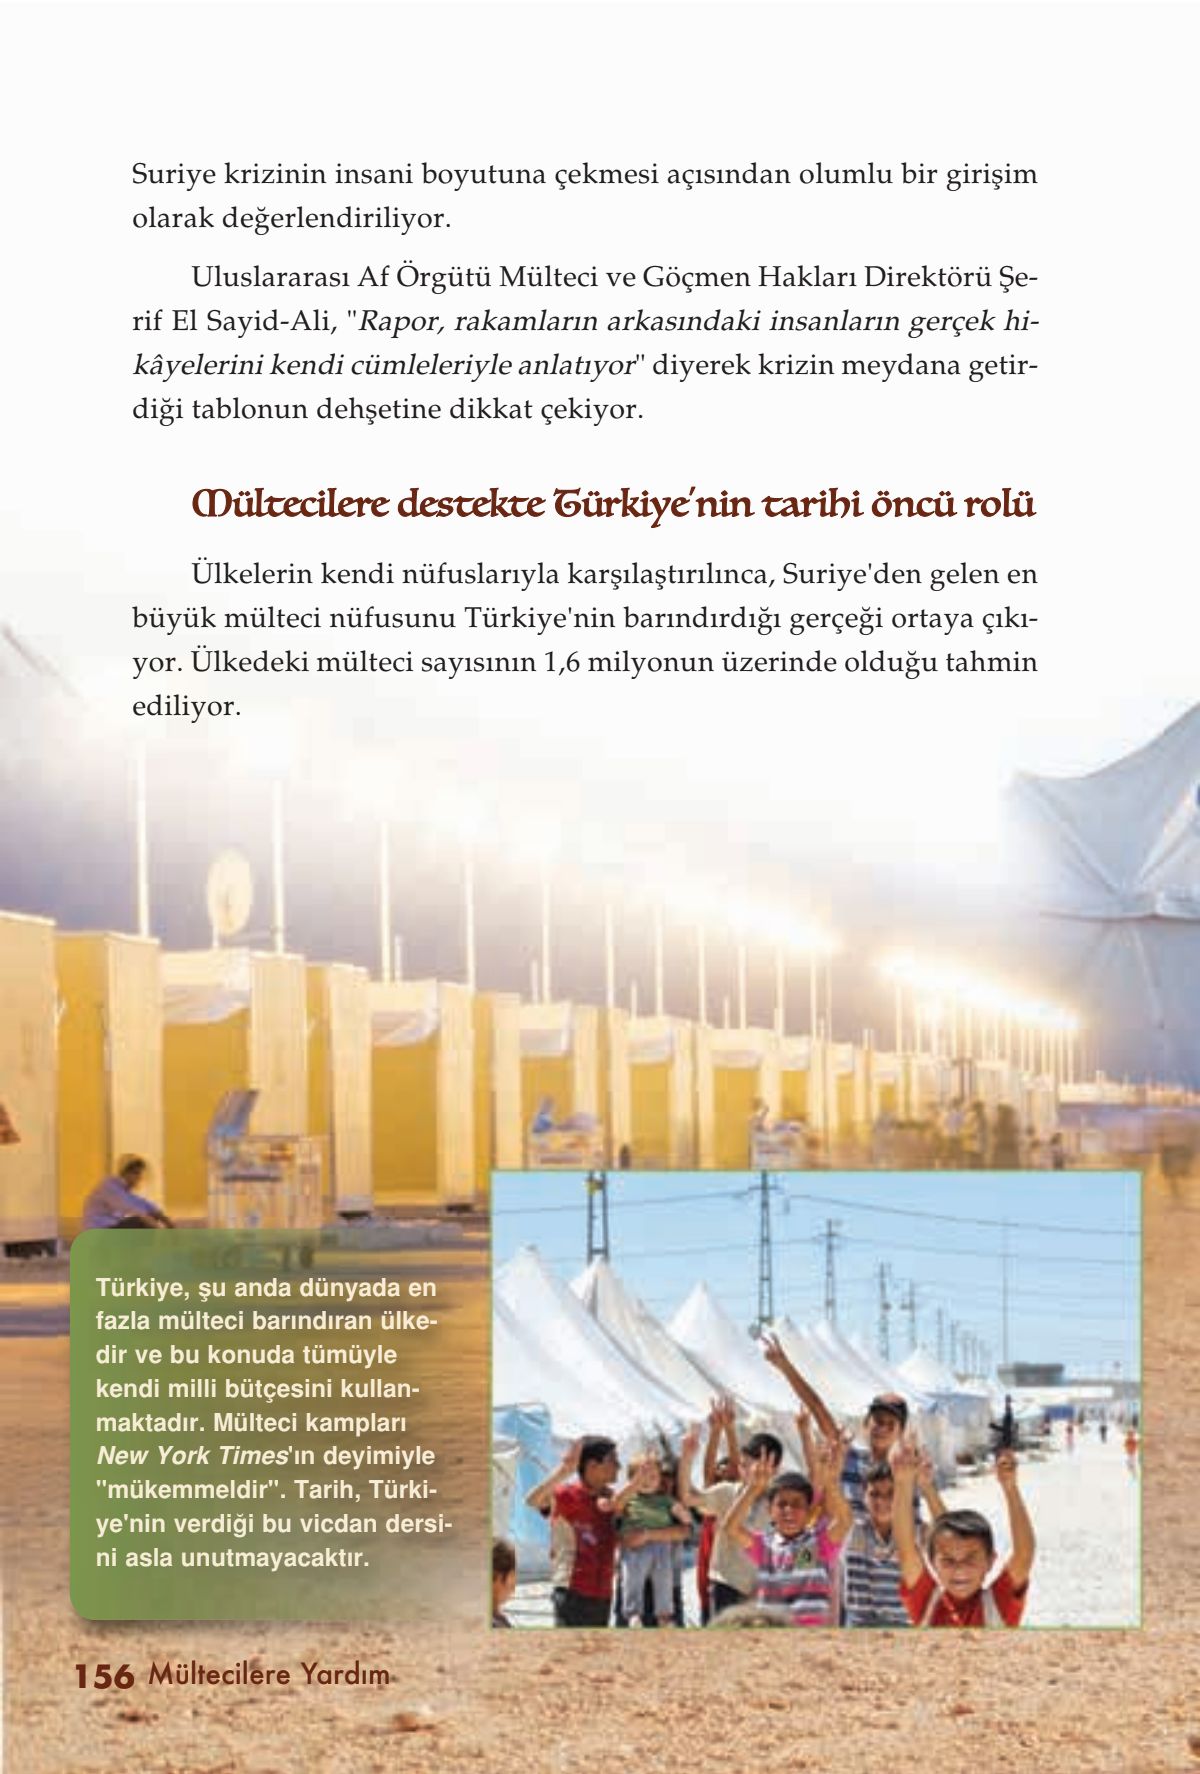 Suriye krizinin insani boyutuna çekmesi açısından olumlu bir girişim
olarak değerlendiriliyor.
Uluslararası Af Örgütü Mülteci ve Göçmen Hakları Direktörü Şe-
rif El Sayid-Ali, "Rapor, rakamların arkasındaki insanların gerçek hi-
kâyelerini kendi cümleleriyle anlatıyor" diyerek krizin meydana getir-
diği tablonun dehşetine dikkat çekiyor.
Mültecilere destekte Türkiye'nin tarihi öncü rolü
Ülkelerin kendi nüfuslarıyla karşılaştırılınca, Suriye'den gelen en
büyük mülteci nüfusunu Türkiye'nin barındırdığı gerçeği ortaya çıkı-
yor. Ülkedeki mülteci sayısının 1,6 milyonun üzerinde olduğu tahmin
ediliyor.
Türkiye, şu anda dünyada en
fazla mülteci barındıran ülke-
dir ve bu konuda tümüyle
kendi milli bütçesini kullan-
maktadır. Mülteci kampları
New York Times'ın deyimiyle
"mükemmeldir". Tarih, Türki-
ye'nin verdiği bu vicdan dersi-
ni asla unutmayacaktır.
156 Mültecilere Yardım